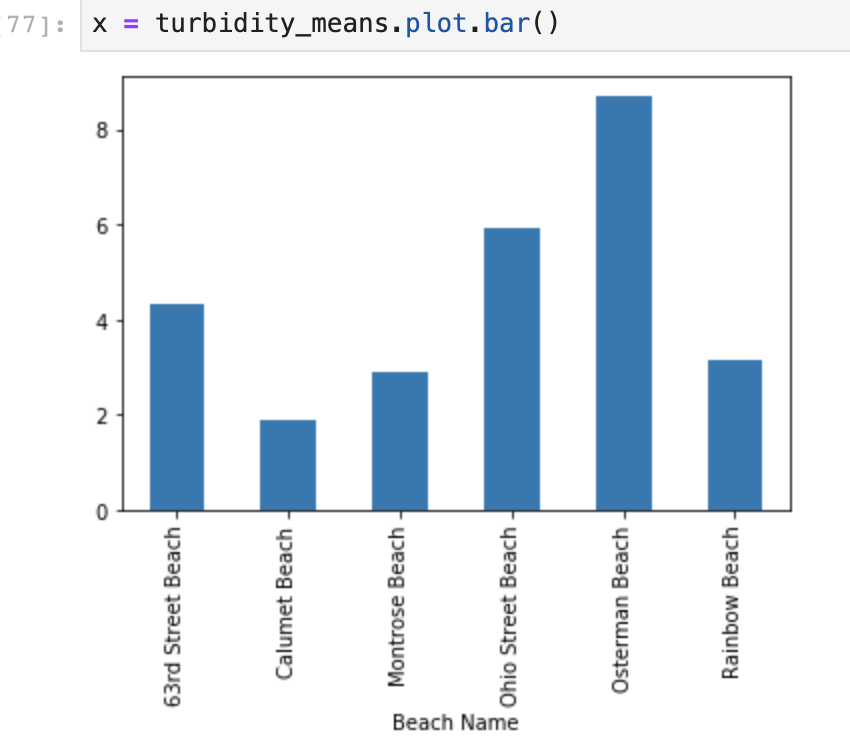 [77]: x = turbidity_means.plot.bar()
8
6
4
2
0
63rd Street Beach
Calumet Beach
Montrose Beach
Ohio Street Beach
Osterman Beach
Rainbow Beach
Beach Name